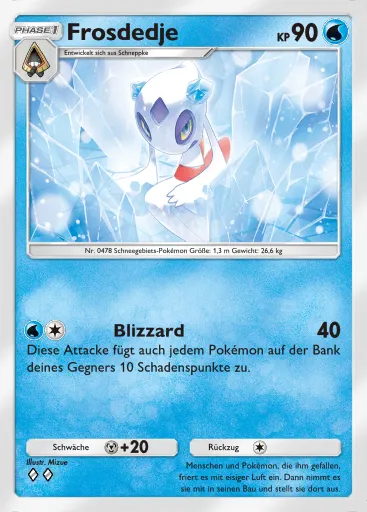 PHASE 1 Frosdedje KP 90
Entwickelt sich aus Schneppke
Nr. 0478 Schneegebiets-Pokémon Größe: 1,3 m Gewicht: 26,6 kg
Blizzard 40
Diese Attacke fügt auch jedem Pokémon auf der Bank
deines Gegners 10 Schadenspunkte zu.
Schwäche +20 Rückzug
Illustr. Mizue
Menschen und Pokémon, die ihm gefallen,
friert es mit eisiger Luft ein. Dann nimmt es
sie mit in seinen Bau und stellt sie dort aus.